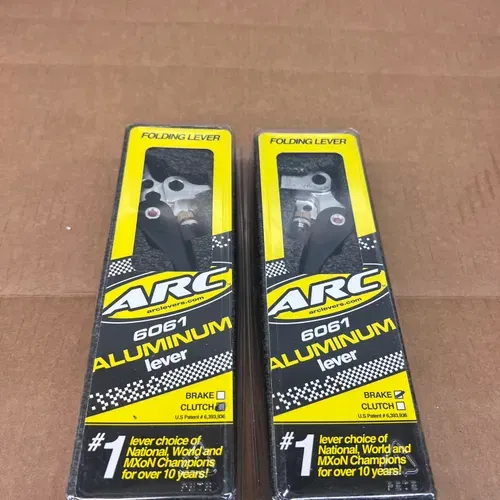 FOLDING LEVER
ARC
arclevers.com
6061
ALUMINUM
lever
BRAKE
CLUTCH
U.S Patent # 6,393,936
#1 lever choice of
National, World and
MXoN Champions
for over 10 years!
PETE
FOLDING LEVER
ARC
arclevers.com
6061
ALUMINUM
lever
BRAKE
CLUTCH
U.S Patent # 6,393,936
#1 lever choice of
National, World and
MXoN Champions
for over 10 years!
PETE